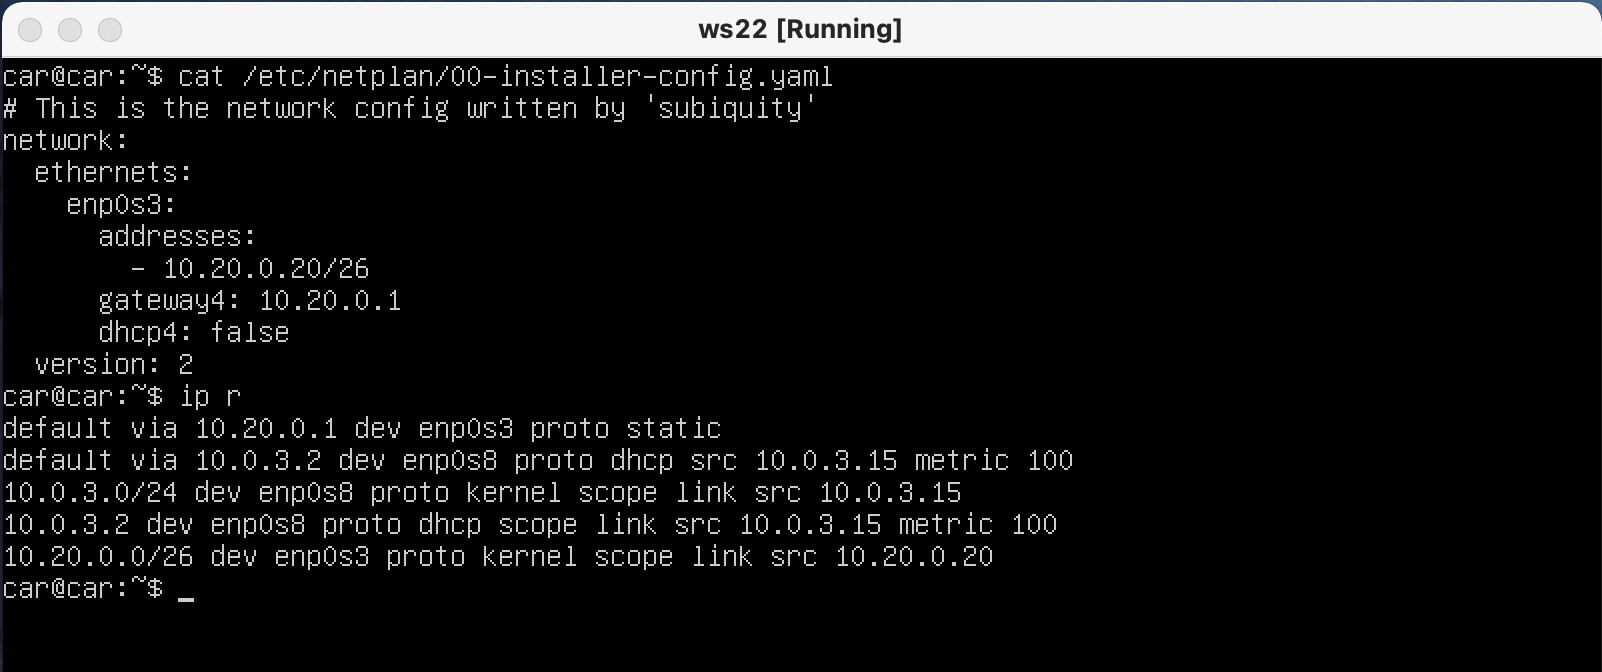 ws22 [Running]
car@car:~$ cat /etc/netplan/00-installer-config.yaml
# This is the network config written by 'subiquity'
network:
  ethernets:
    enp0s3:
      addresses:
        - 10.20.0.20/26
      gateway4: 10.20.0.1
      dhcp4: false
  version: 2
car@car:~$ ip r
default via 10.20.0.1 dev enp0s3 proto static
default via 10.0.3.2 dev enp0s8 proto dhcp src 10.0.3.15 metric 100
10.0.3.0/24 dev enp0s8 proto kernel scope link src 10.0.3.15
10.0.3.2 dev enp0s8 proto dhcp scope link src 10.0.3.15 metric 100
10.20.0.0/26 dev enp0s3 proto kernel scope link src 10.20.0.20
car@car:~$ _